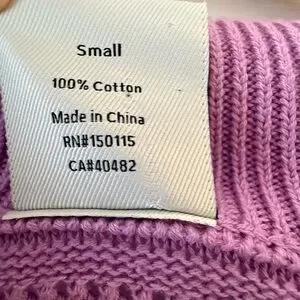 Small
100% Cotton
Made in China
RN#150115
CA#40482